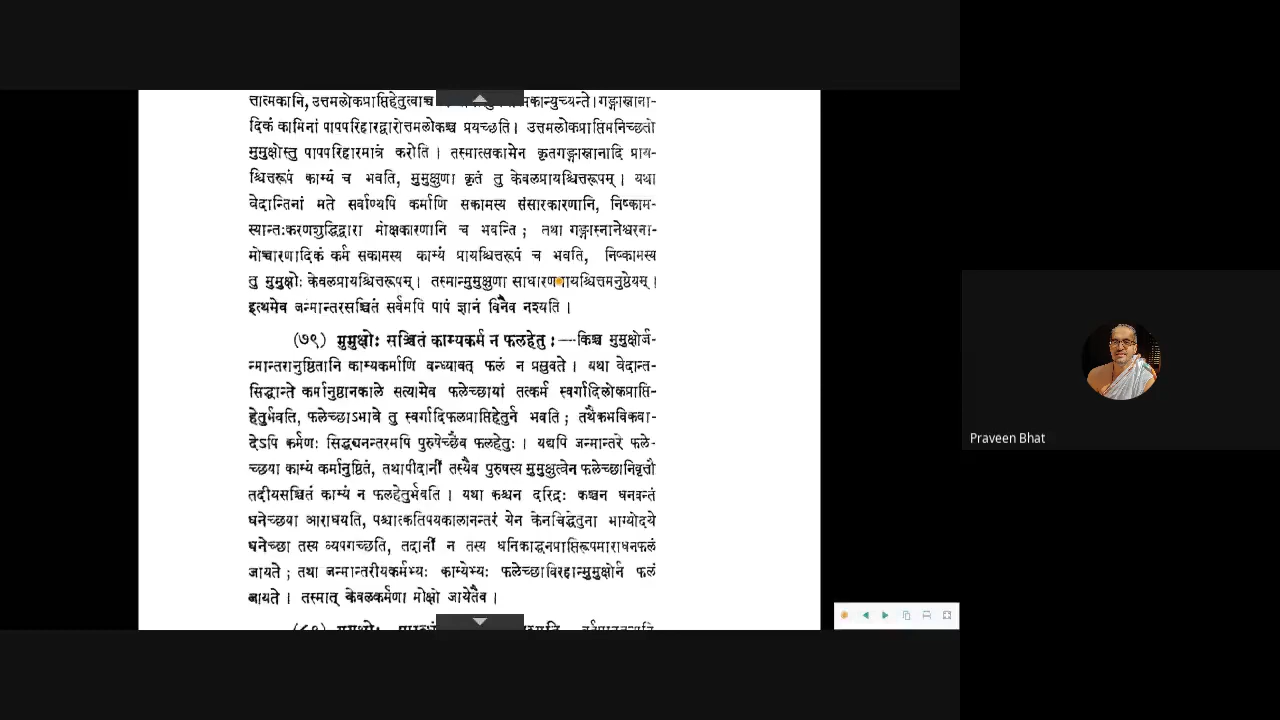 त्तात्मकानि, उत्तमलोकप्राप्तिहेतुत्वाच्च मकान्युच्यन्ते। गङ्गास्नाना-
दिकं कामिनां पापपरिहारद्वारोत्तमलोकञ्च प्रयच्छति। उत्तमलोकप्राप्तिमनिच्छतो
मुमुक्षोस्तु पापपरिहारमात्रं करोति। तस्मात्सकामेन कृतगङ्गास्नानादि प्राय-
श्चित्तरूपं काम्यं च भवति, मुमुक्षुणा कृतं तु केवलप्रायश्चित्तरूपम्। यथा
वेदान्तिनां मते सर्वाण्यपि कर्माणि सकामस्य संसारकारणानि, निष्काम-
स्यान्तःकरणशुद्धिद्वारा मोक्षकारणानि च भवन्ति; तथा गङ्गास्नानेश्वरना-
मोच्चारणादिकं कर्म सकामस्य काम्यं प्रायश्चित्तरूपं च भवति, निष्कामस्य
तु मुमुक्षोः केवलप्रायश्चित्तरूपम्। तस्मान्मुमुक्षुणा साधारणप्रायश्चित्तमनुष्ठेयम्।
इत्थमेव जन्मान्तरसञ्चितं सर्वमपि पापं ज्ञानं विनैव नश्यति।
(७९) मुमुक्षोः सञ्चितं काम्यकर्म न फलहेतुः:—किञ्च मुमुक्षोर्ज-
न्मान्तरानुष्ठितानि काम्यकर्माणि वन्ध्यावत् फलं न प्रसुवते। यथा वेदान्त-
सिद्धान्ते कर्मानुष्ठानकाले सत्यामेव फलेच्छायां तत्कर्म स्वर्गादिलोकप्राप्ति-
हेतुर्भवति, फलेच्छाऽभावे तु स्वर्गादिफलप्राप्तिहेतुर्न भवति; तथैकभविकवा-
देऽपि कर्मणः सिद्ध्यनन्तरमपि पुरुषेच्छैव फलहेतुः। यद्यपि जन्मान्तरे फले-
च्छया काम्यं कर्मानुष्ठितं, तथापीदानीं तस्यैव पुरुषस्य मुमुक्षुत्वेन फलेच्छानिवृत्तौ
तदीयसञ्चितं काम्यं न फलहेतुर्भवति। यथा कश्चन दरिद्रः कञ्चन धनवन्तं
धनेच्छया आराधयति, पश्चात्कतिपयकालानन्तरं येन केनचिद्धेतुना भाग्योदये
धनेच्छा तस्य व्यपगच्छति, तदानीं न तस्य धनिकाद्धनप्राप्तिरूपमाराधनफलं
जायते; तथा जन्मान्तरीयकर्मभ्यः काम्येभ्यः फलेच्छाविरहान्मुमुक्षोर्न फलं
जायते। तस्मात् केवलकर्मणा मोक्षो जायेतैव।
Praveen Bhat